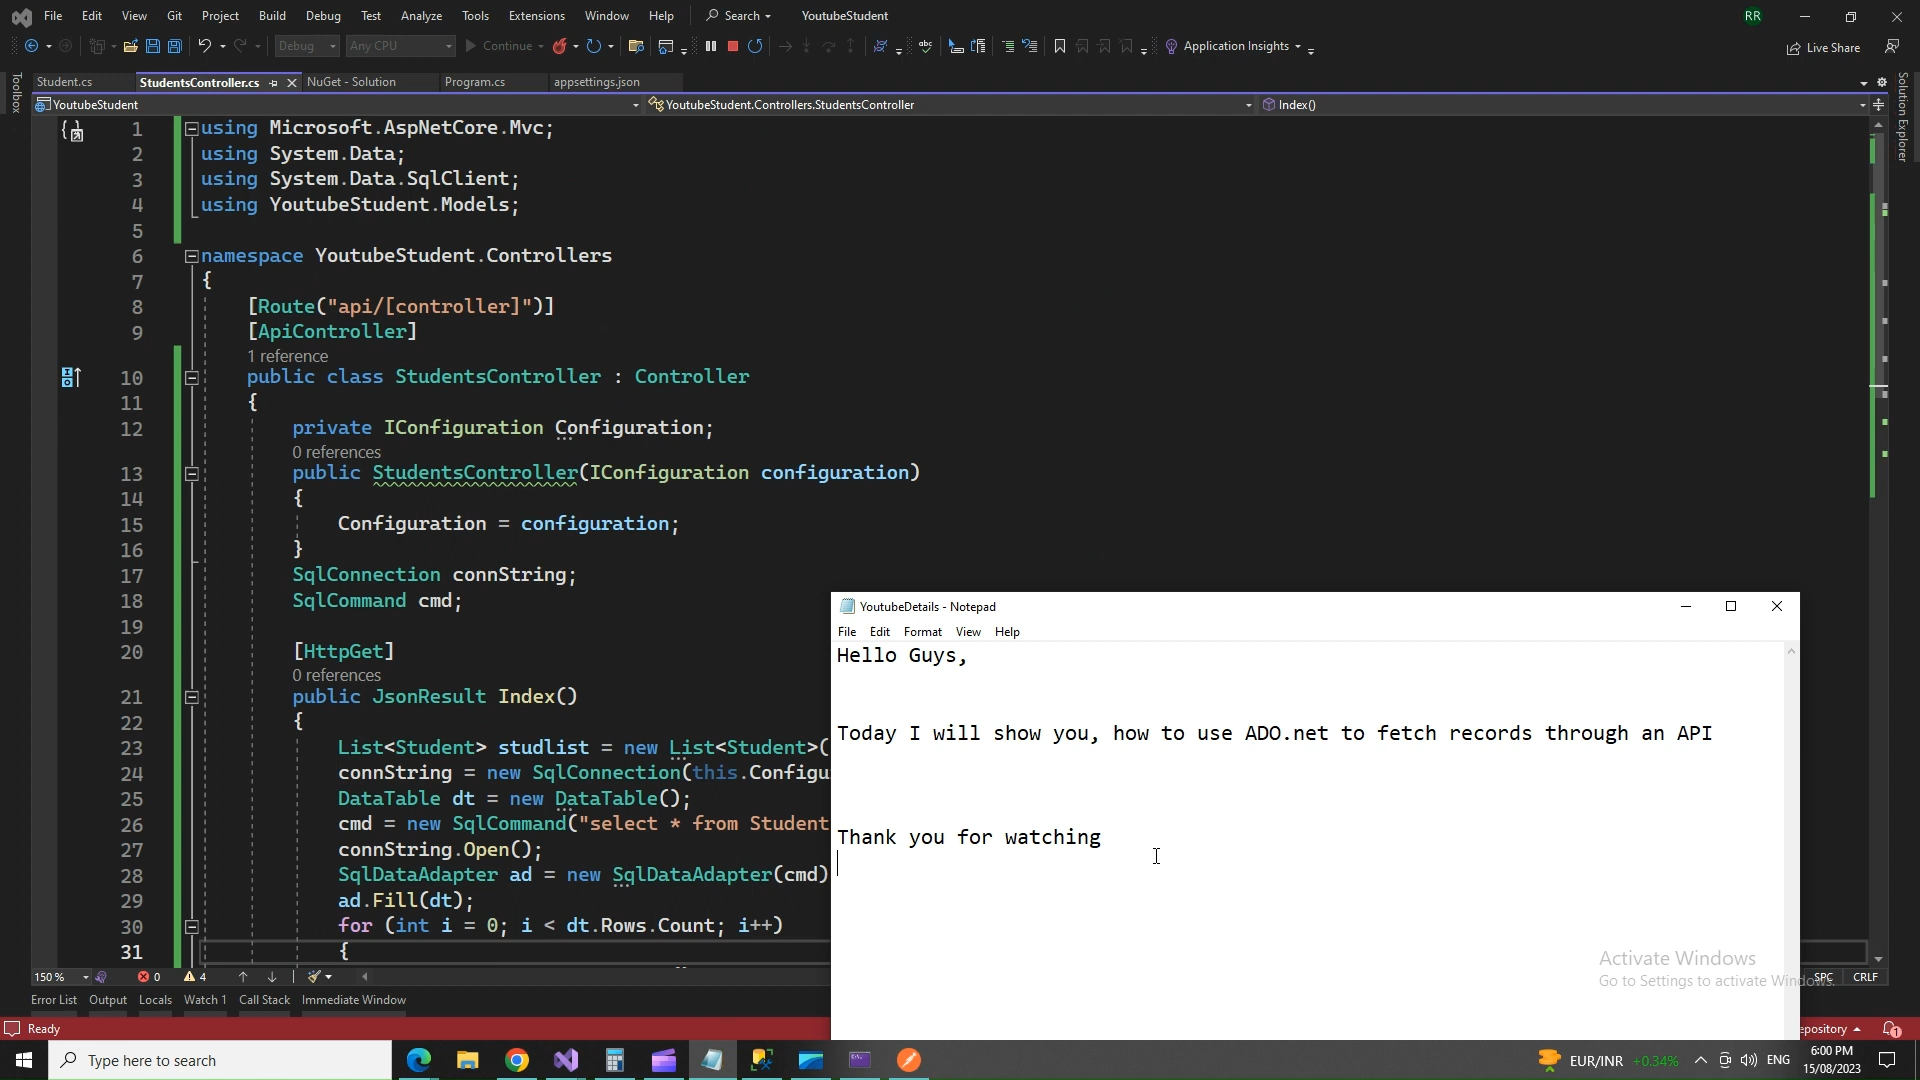 File Edit View Git Project Build Debug Test Analyze Tools Extensions Window Help Search YoutubeStudent RR
Debug Any CPU Continue abc Application Insights Live Share
Toolbox
Student.cs StudentsController.cs NuGet - Solution Program.cs appsettings.json
YoutubeStudent YoutubeStudent.Controllers.StudentsController Index()
Solution Explorer
1 using Microsoft.AspNetCore.Mvc;
2 using System.Data;
3 using System.Data.SqlClient;
4 using YoutubeStudent.Models;
5
6 namespace YoutubeStudent.Controllers
7 {
8 [Route("api/[controller]")]
9 [ApiController]
1 reference
10 public class StudentsController : Controller
11 {
12 private IConfiguration Configuration;
0 references
13 public StudentsController(IConfiguration configuration)
14 {
15 Configuration = configuration;
16 }
17 SqlConnection connString;
18 SqlCommand cmd;
19
20 [HttpGet]
0 references
21 public JsonResult Index()
22 {
23 List<Student> studlist = new List<Student>(
24 connString = new SqlConnection(this.Configu
25 DataTable dt = new DataTable();
26 cmd = new SqlCommand("select * from Student
27 connString.Open();
28 SqlDataAdapter ad = new SqlDataAdapter(cmd)
29 ad.Fill(dt);
30 for (int i = 0; i < dt.Rows.Count; i++)
31 {
YoutubeDetails - Notepad
File Edit Format View Help
Hello Guys,
Today I will show you, how to use ADO.net to fetch records through an API
Thank you for watching
Activate Windows
Go to Settings to activate Windows.
150 % 0 4 SPC CRLF
Error List Output Locals Watch 1 Call Stack Immediate Window
Ready epository 1
Type here to search EUR/INR +0.34% ENG 6:00 PM
15/08/2023